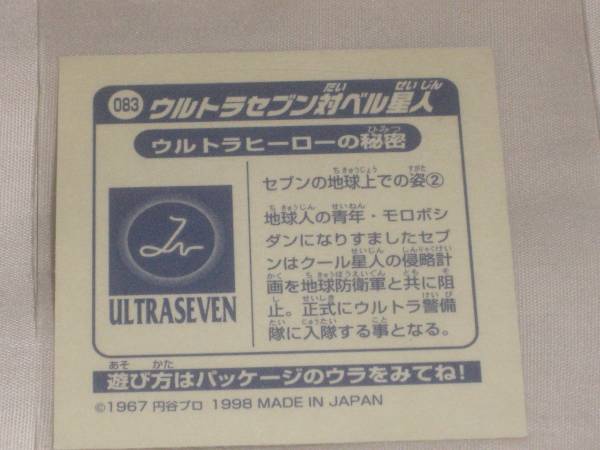 083 ウルトラセブン対ベル星人
ウルトラヒーローの秘密
セブンの地球上での姿②
地球人の青年・モロボシ
ダンになりすましたセブ
ンはクール星人の侵略計
画を地球防衛軍と共に阻
止。正式にウルトラ警備
隊に入隊する事となる。
ULTRASEVEN
遊び方はパッケージのウラをみてね!
©1967 円谷プロ 1998 MADE IN JAPAN